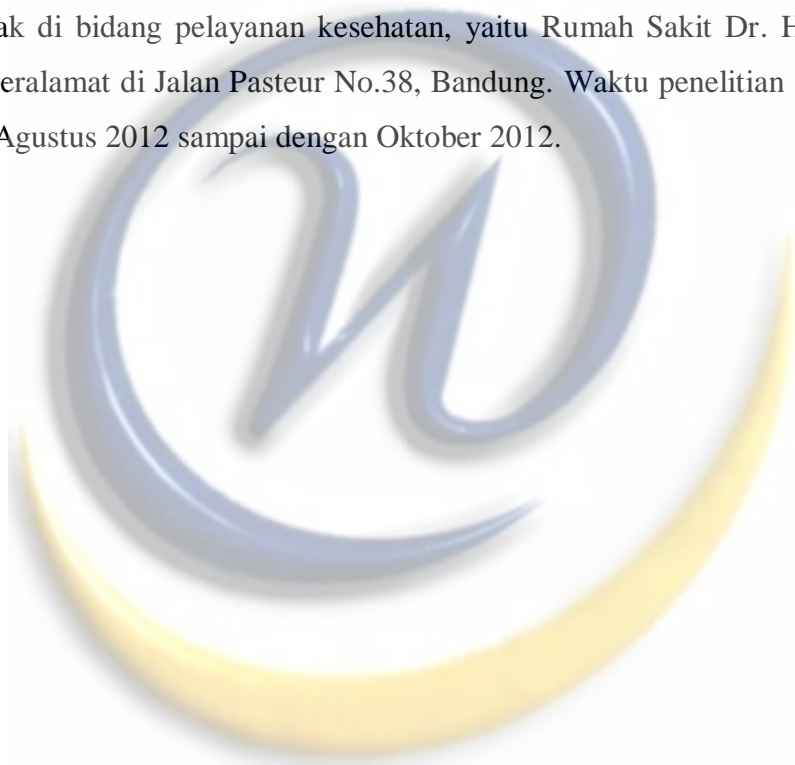 ak di bidang pelayanan kesehatan, yaitu Rumah Sakit Dr. H
eralamat di Jalan Pasteur No.38, Bandung. Waktu penelitian
Agustus 2012 sampai dengan Oktober 2012.